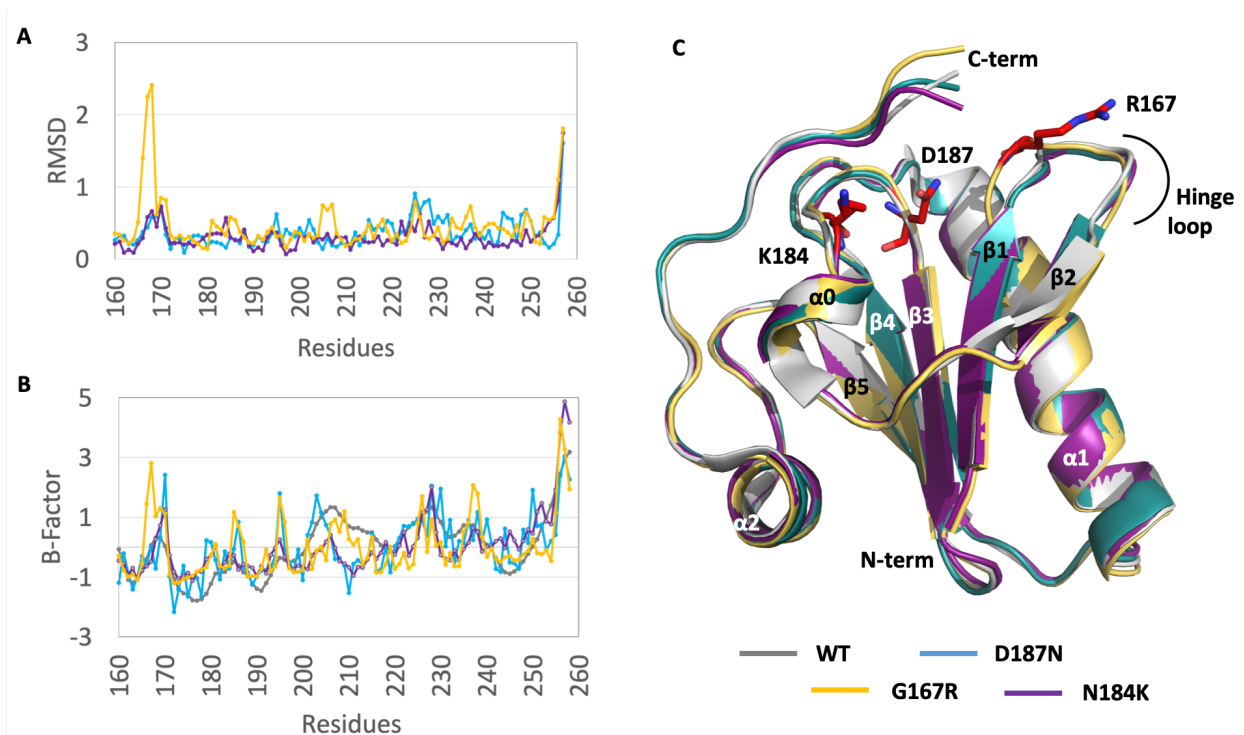 A
3
2
1
0
RMSD
160
170
180
190
200
210
220
230
240
250
260
Residues
B
5
3
1
-1
-3
B-Factor
160
170
180
190
200
210
220
230
240
250
260
Residues
C
C-term
R167
D187
Hinge
loop
K184
β1
β2
α0
β4
β3
β5
α1
α2
N-term
WT
D187N
G167R
N184K